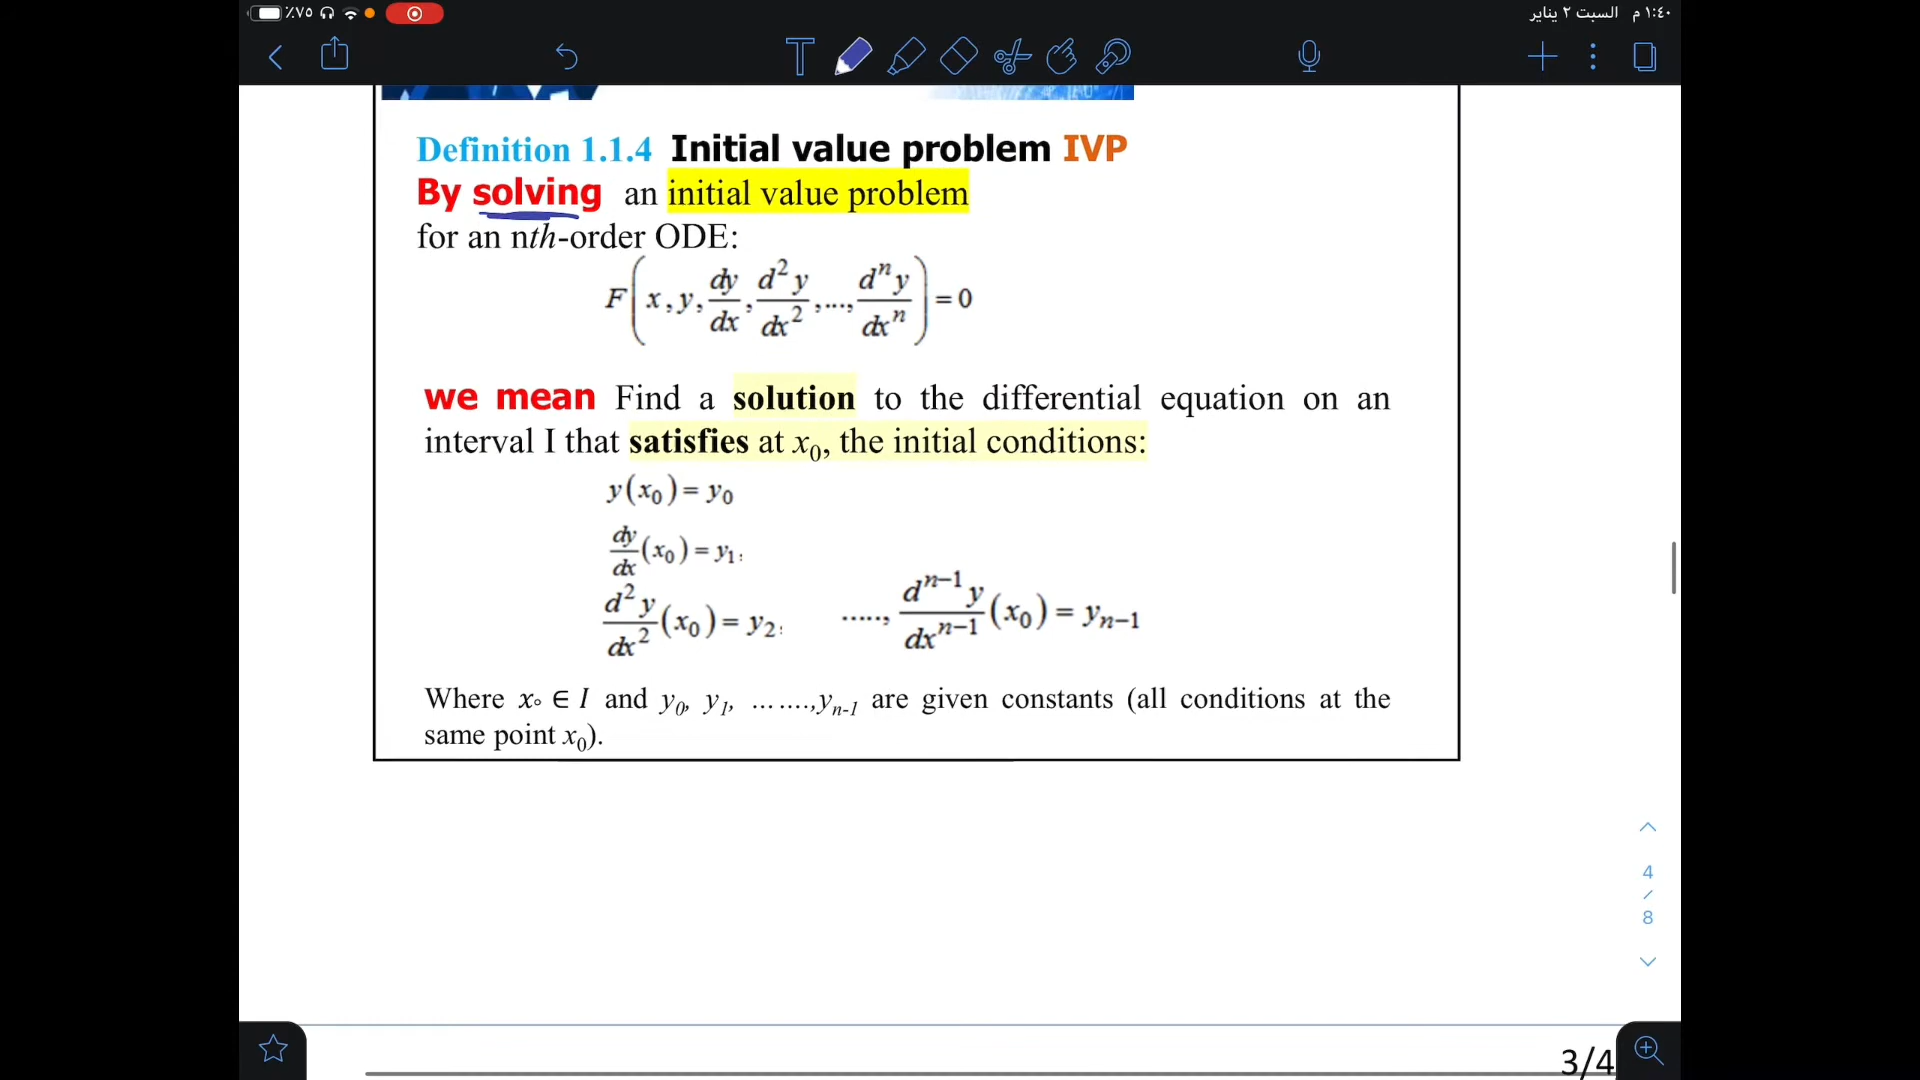 ٪٧٥
١:٤٠ م السبت ٢ يناير
Definition 1.1.4 Initial value problem IVP
By solving an initial value problem
for an nth-order ODE:
F(x, y, dy/dx, d²y/dx², ..., dⁿy/dxⁿ) = 0
we mean Find a solution to the differential equation on an
interval I that satisfies at x₀, the initial conditions:
y(x₀) = y₀
dy/dx (x₀) = y₁,
d²y/dx² (x₀) = y₂, ....., dⁿ⁻¹y/dxⁿ⁻¹ (x₀) = yₙ₋₁
Where x∘ ∈ I and y₀, y₁, …….,yₙ₋₁ are given constants (all conditions at the
same point x₀).
4
/
8
3/4